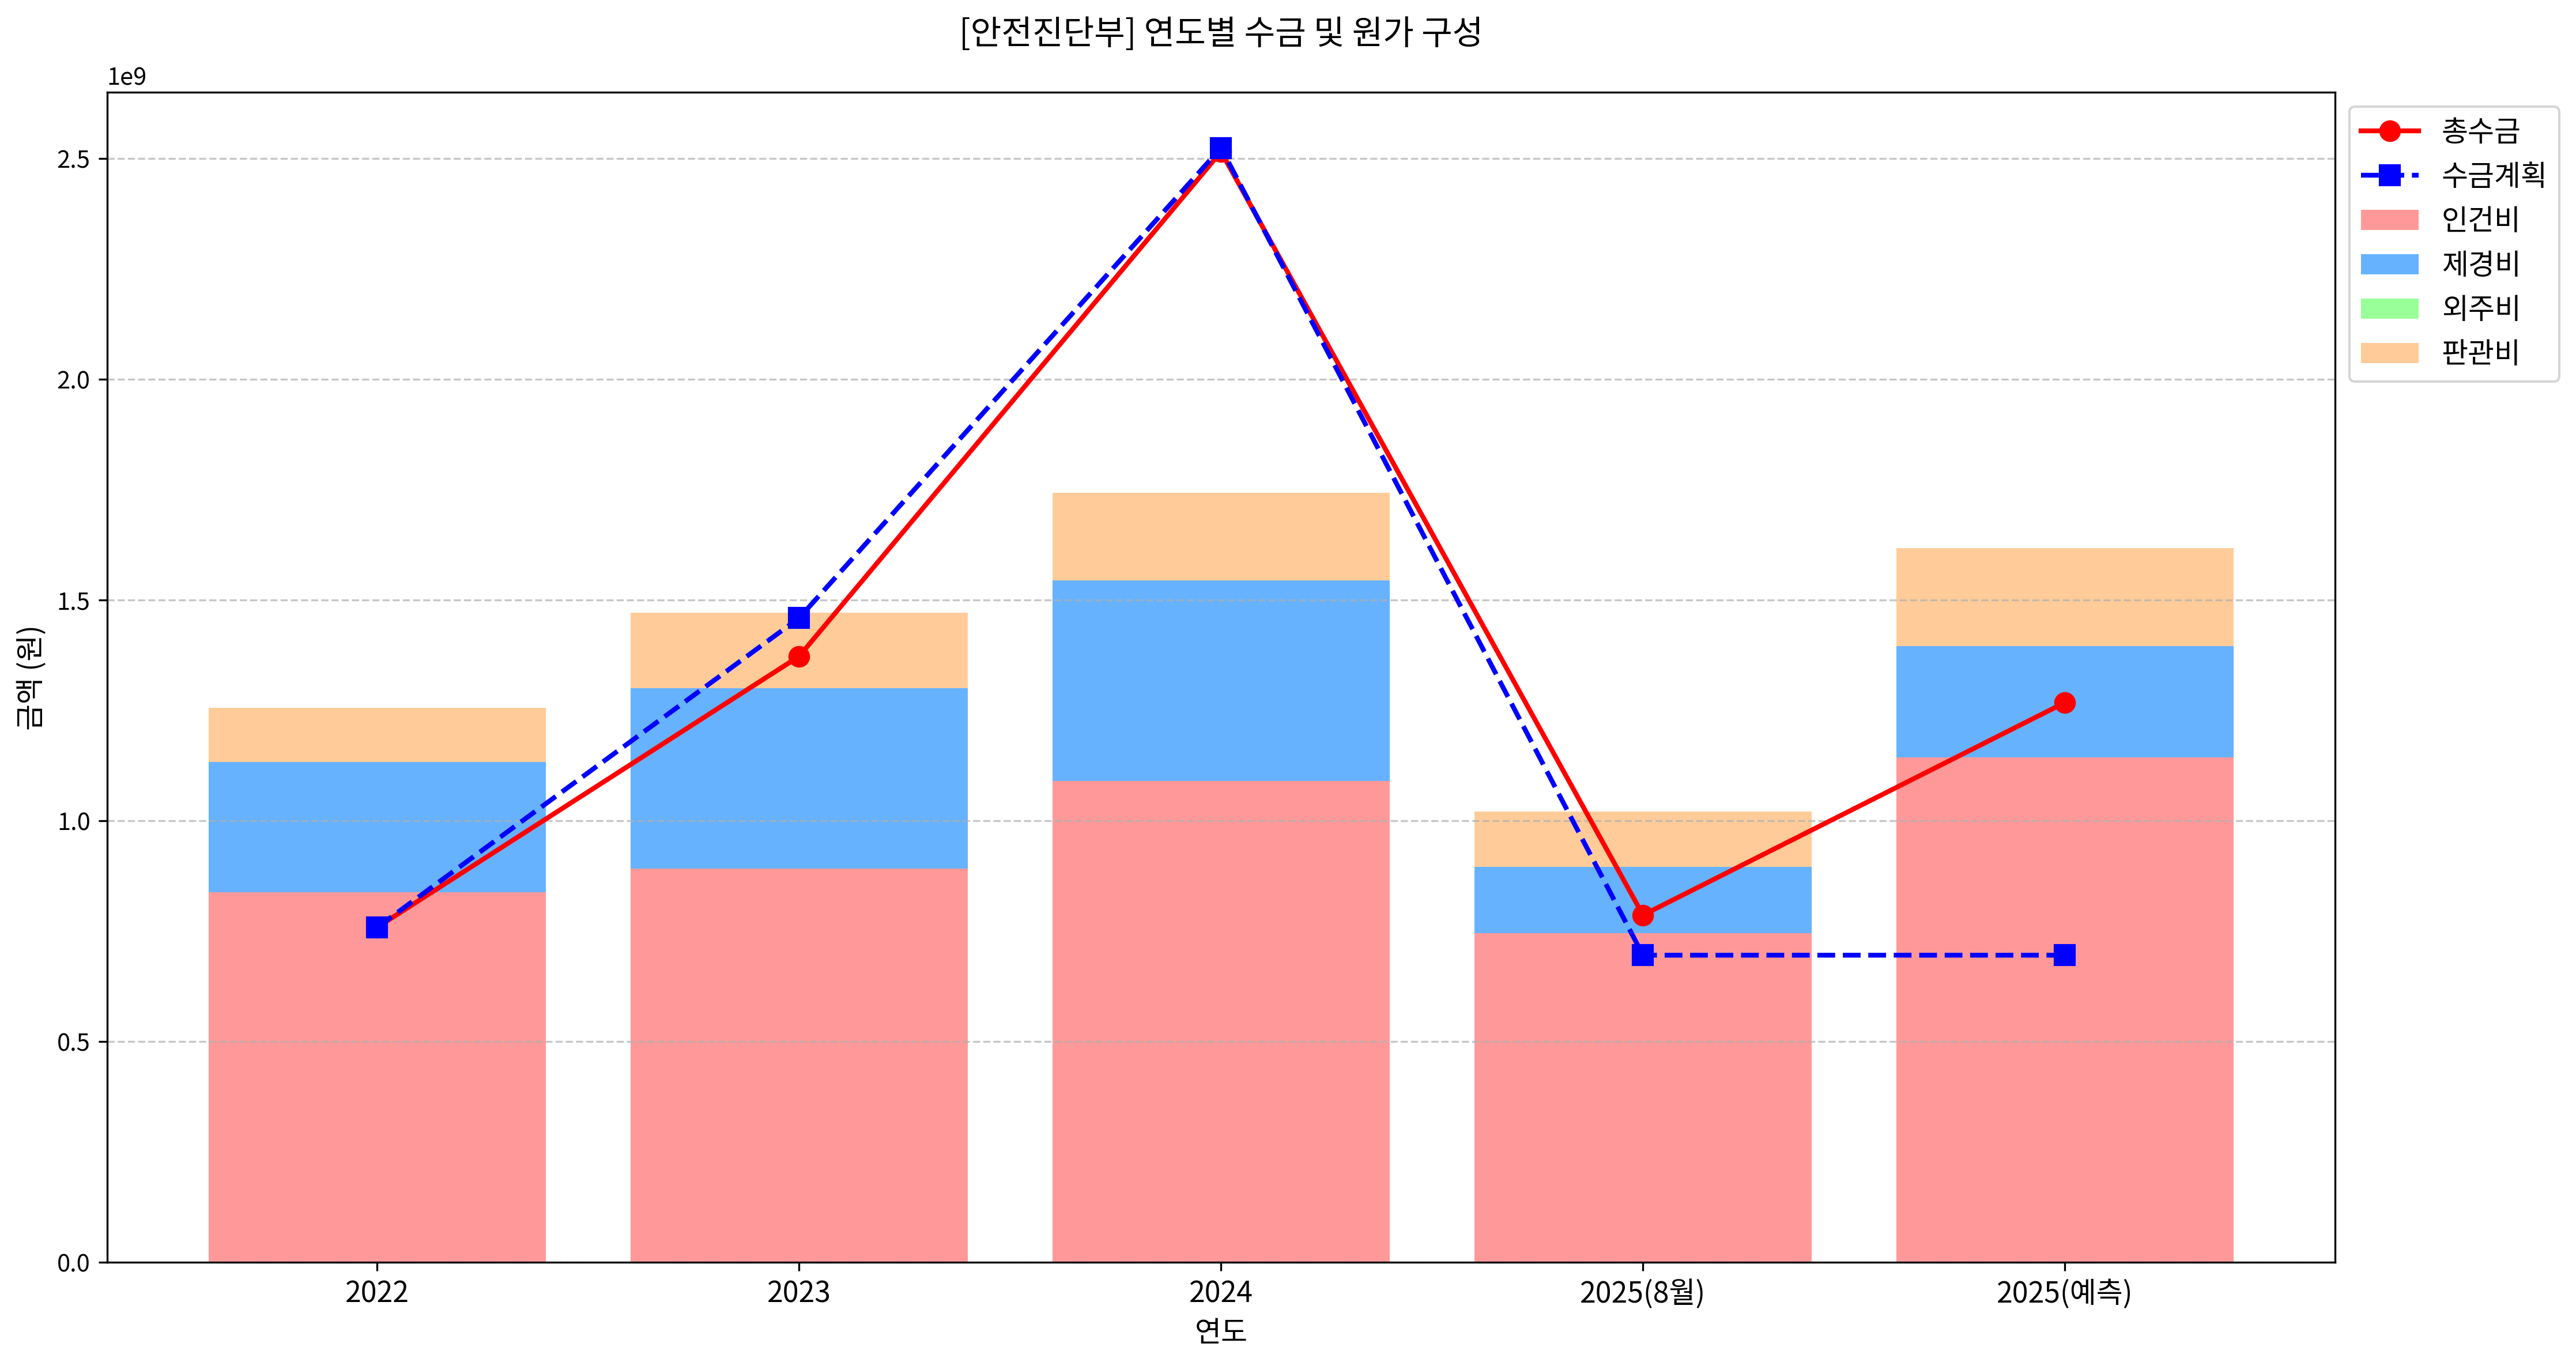 [안전진단부] 연도별 수금 및 원가 구성
1e9
2.5
2.0
1.5
1.0
0.5
0.0
금액 (원)
2022
2023
2024
2025(8월)
2025(예측)
연도
총수금
수금계획
인건비
제경비
외주비
판관비